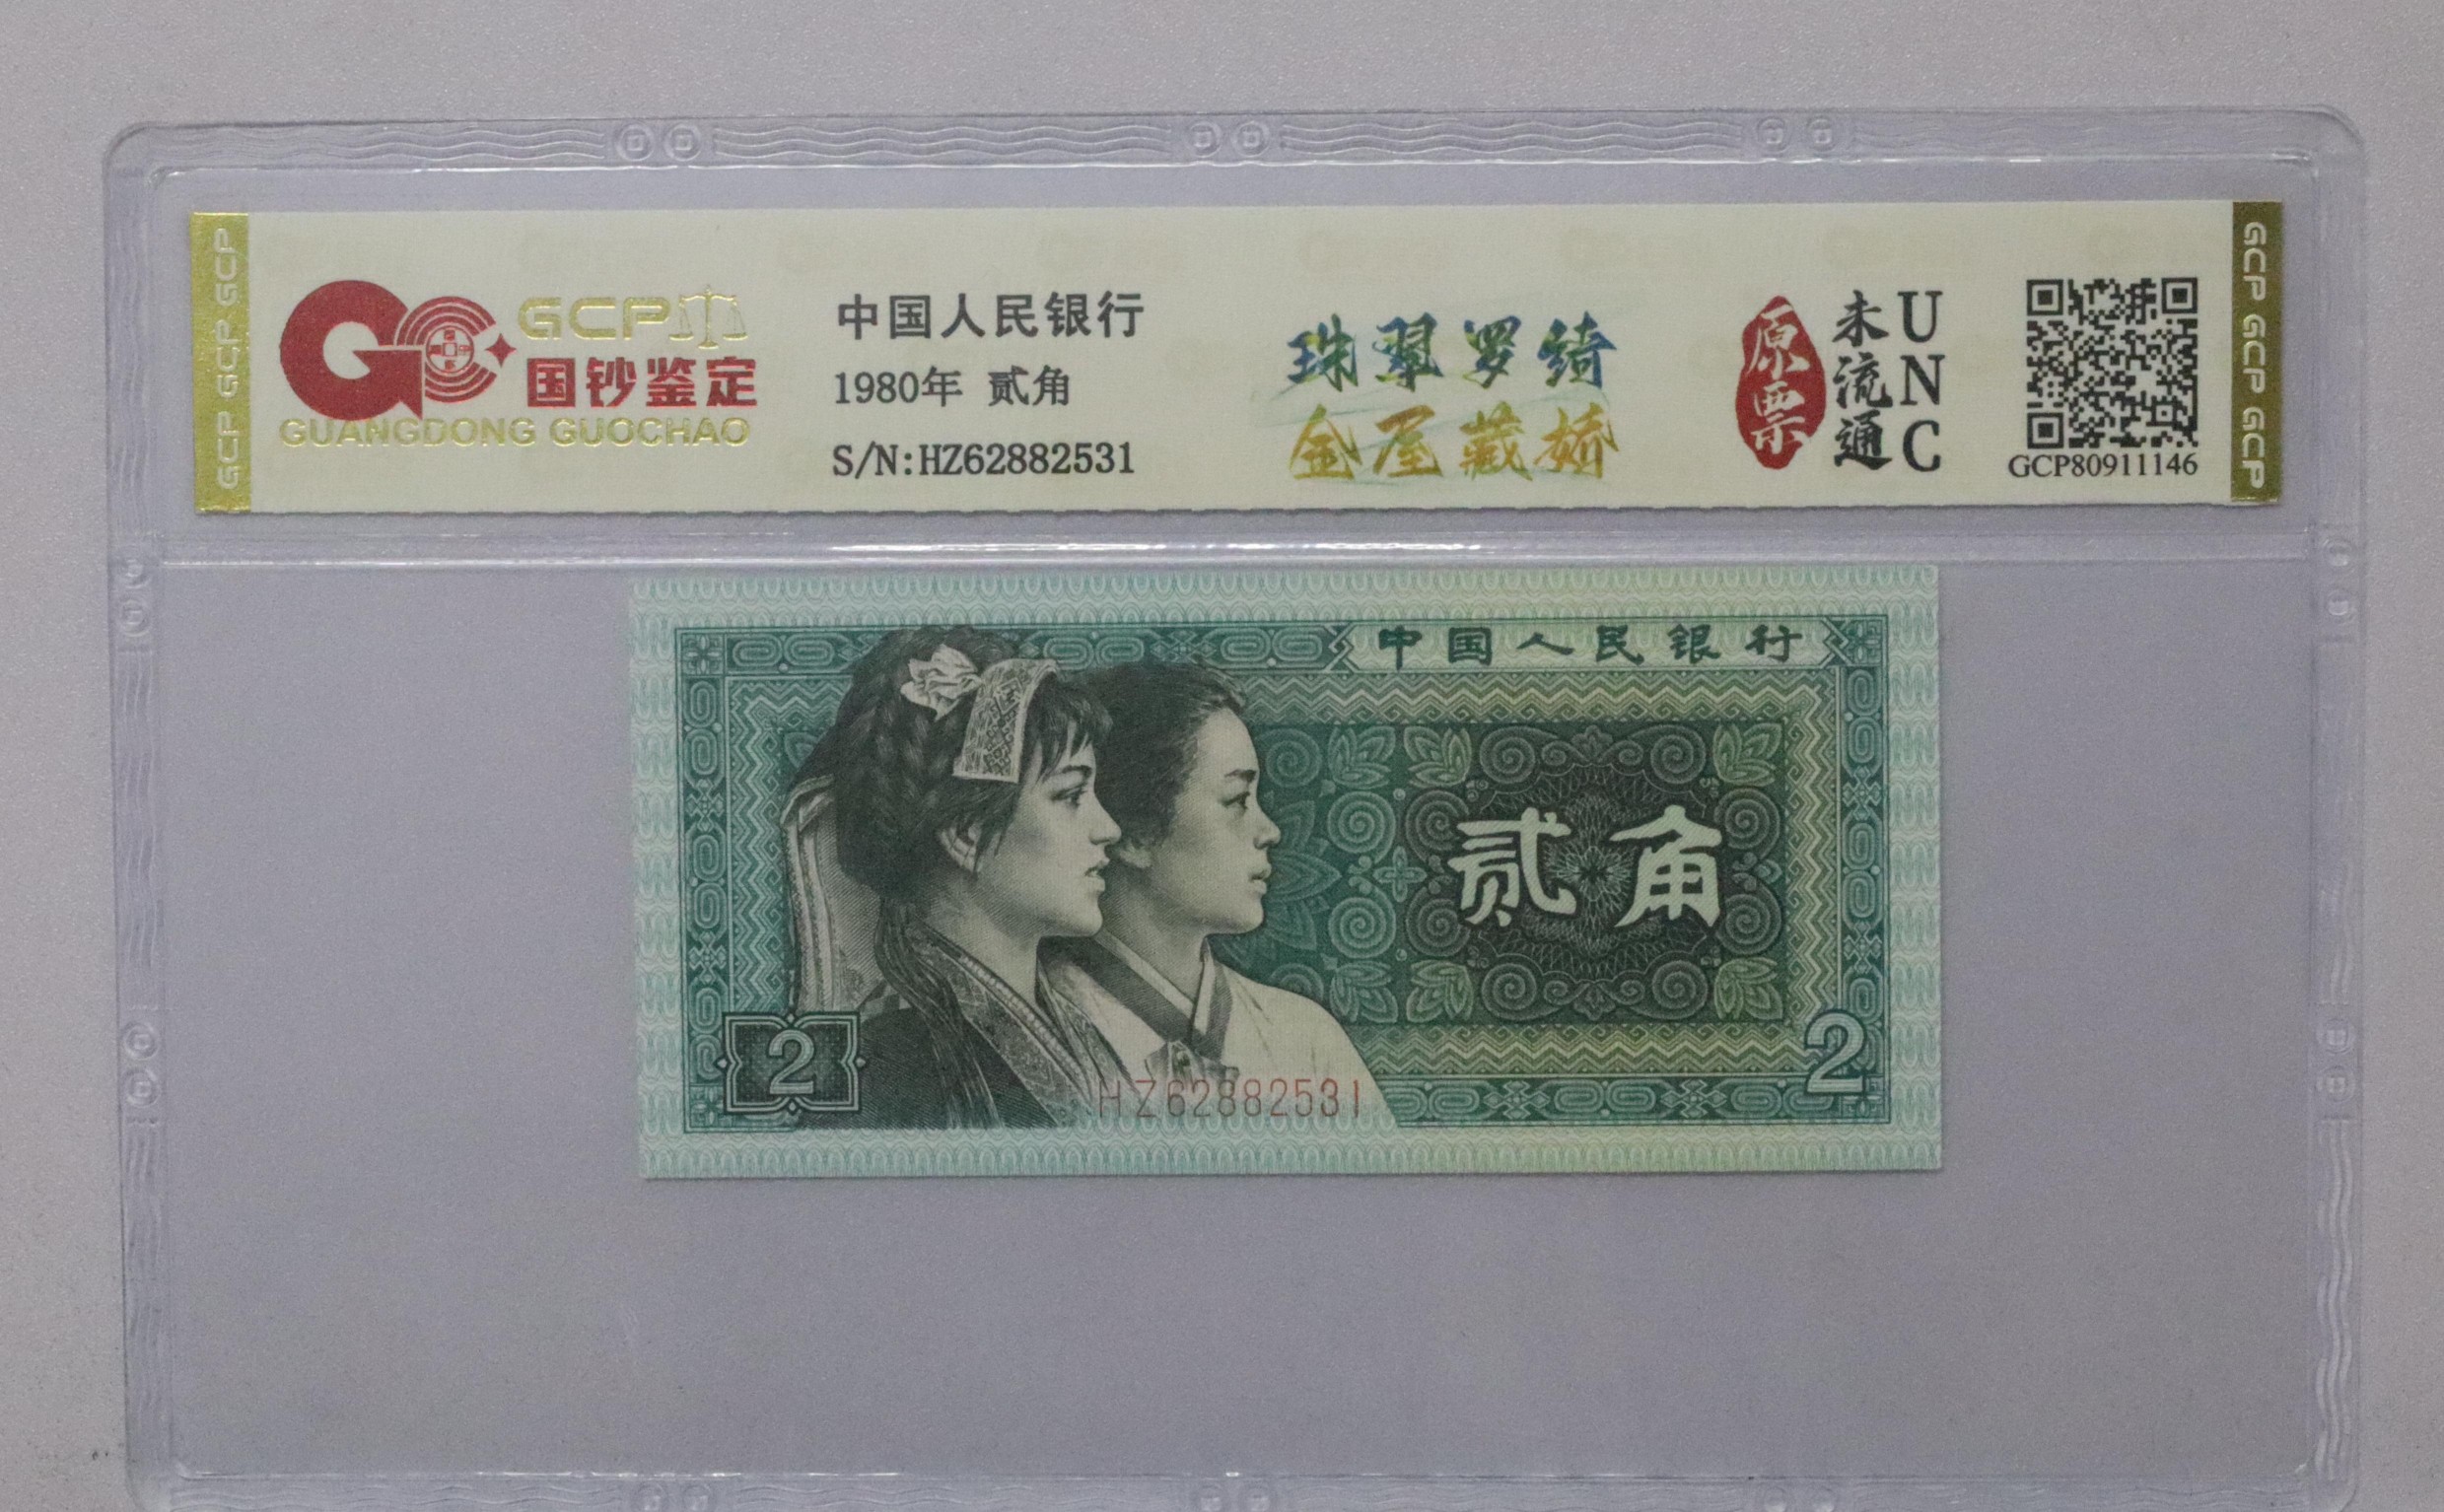 GCP GCP GCP
GCP
国钞鉴定
GUANGDONG GUOCHAO
中国人民银行
1980年 贰角
S/N:HZ62882531
珠翠罗绮
金屋藏娇
原票
未流通
UNC
GCP80911146
GCP GCP GCP
中国人民银行
贰角
2
2
HZ62882531